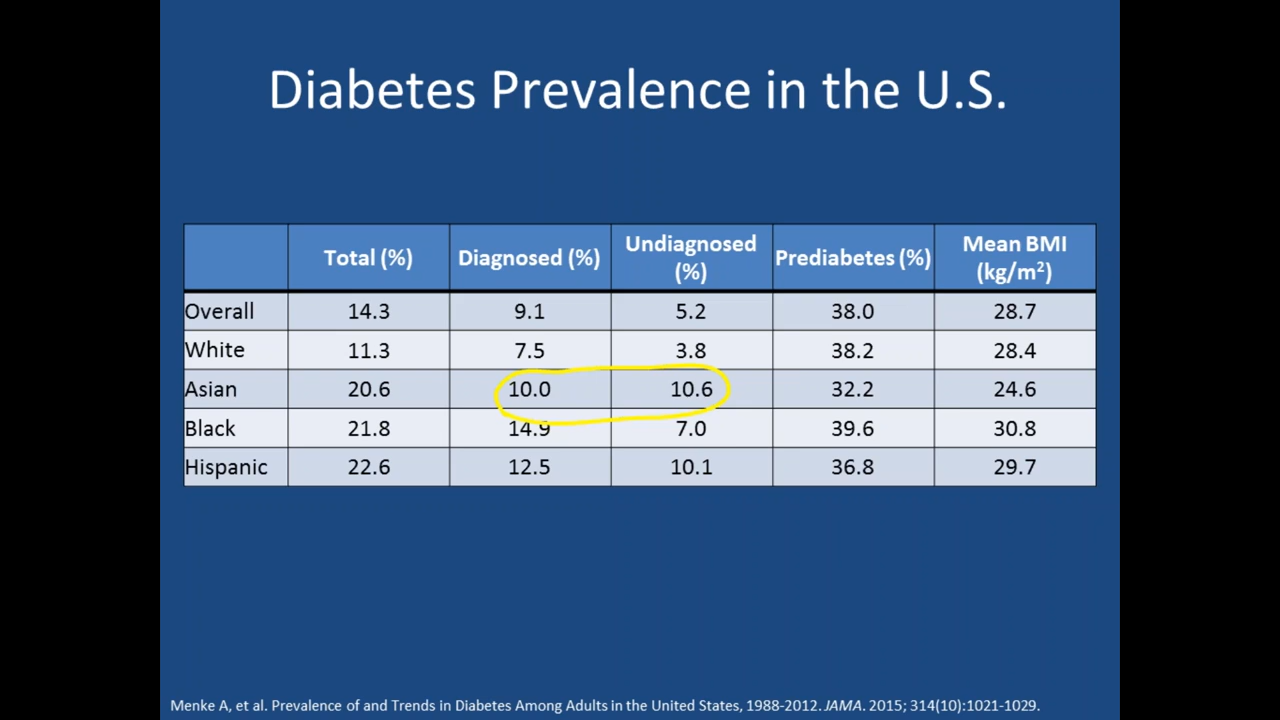 Diabetes Prevalence in the U.S.
Total (%) Diagnosed (%) Undiagnosed (%) Prediabetes (%) Mean BMI (kg/m²)
Overall 14.3 9.1 5.2 38.0 28.7
White 11.3 7.5 3.8 38.2 28.4
Asian 20.6 10.0 10.6 32.2 24.6
Black 21.8 14.9 7.0 39.6 30.8
Hispanic 22.6 12.5 10.1 36.8 29.7
Menke A, et al. Prevalence of and Trends in Diabetes Among Adults in the United States, 1988-2012. JAMA. 2015; 314(10):1021-1029.